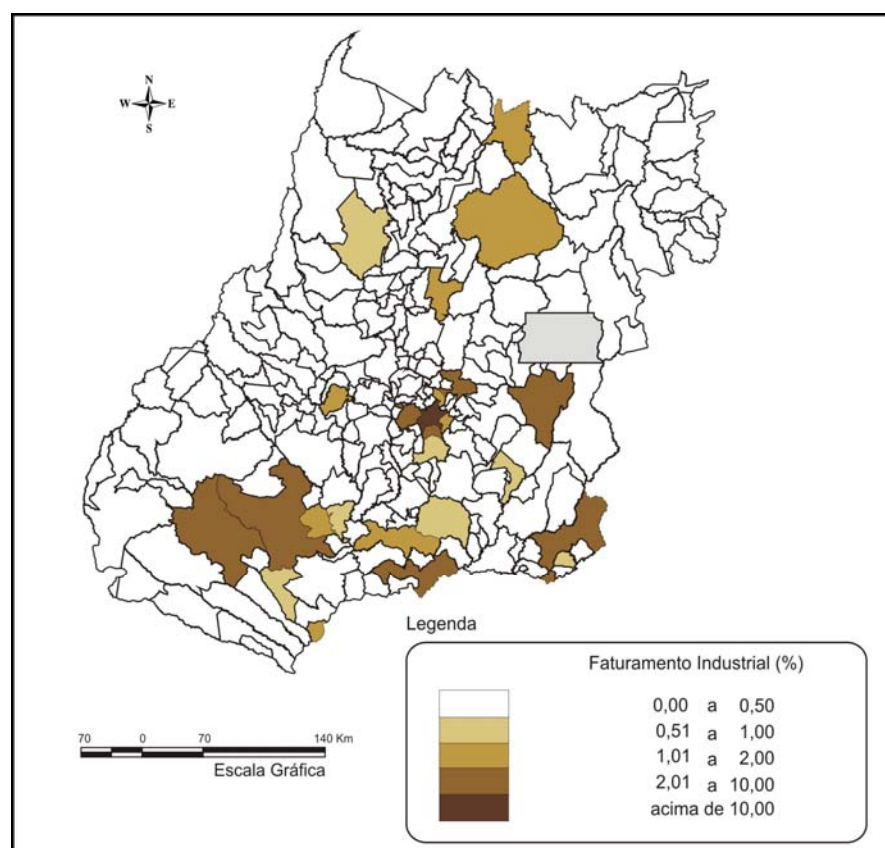 N
W E
S
Legenda
Faturamento Industrial (%)
0,00 a 0,50
0,51 a 1,00
1,01 a 2,00
2,01 a 10,00
acima de 10,00
70 0 70 140 Km
Escala Gráfica